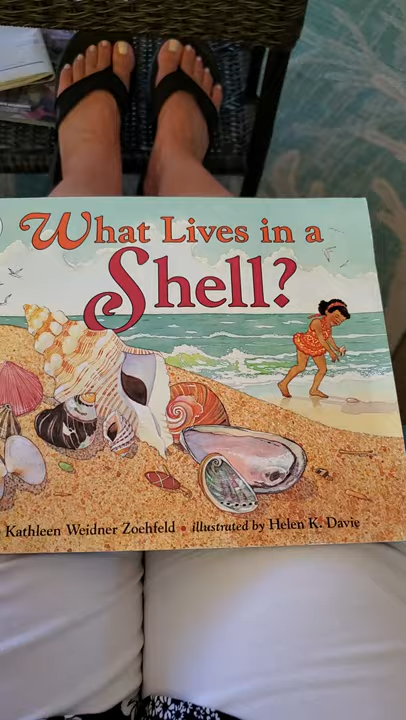 What Lives in a
Shell?
Kathleen Weidner Zoehfeld • illustrated by Helen K. Davie